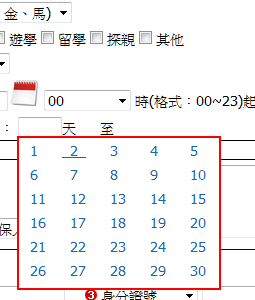 金、馬)
遊學 留學 探親 其他
00 時(格式：00~23)起
： 天 至
1 2 3 4 5
6 7 8 9 10
11 12 13 14 15
16 17 18 19 20
21 22 23 24 25
26 27 28 29 30
保
3 身分證號